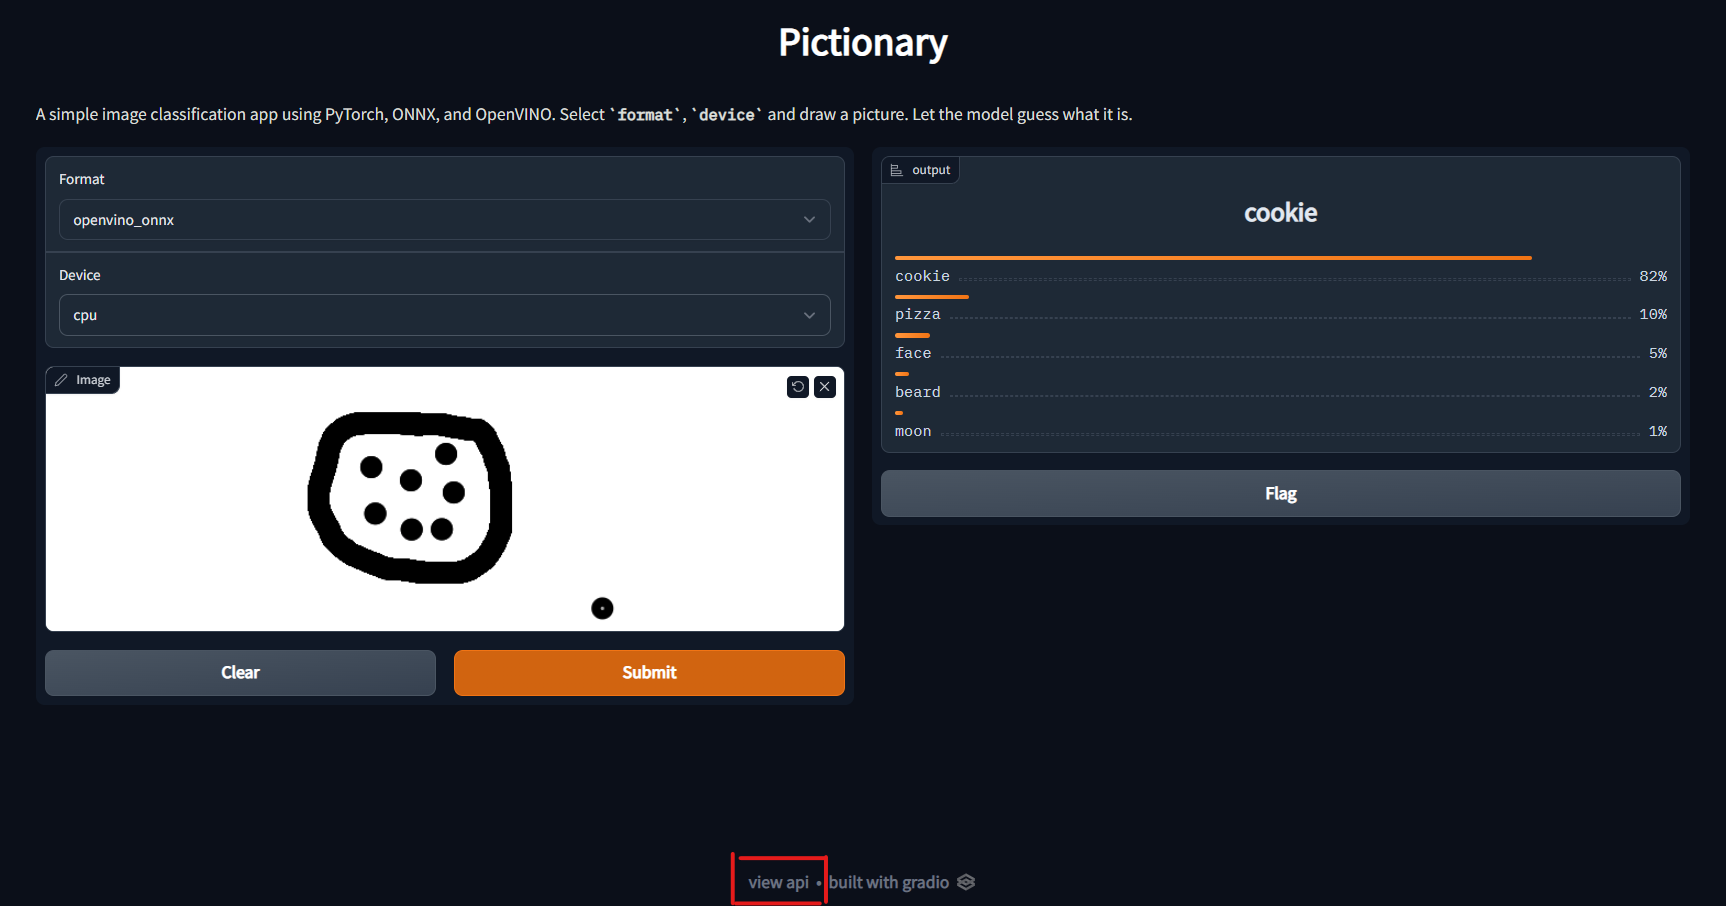 Pictionary
A simple image classification app using PyTorch, ONNX, and OpenVINO. Select `format`, `device` and draw a picture. Let the model guess what it is.
Format
openvino_onnx
Device
cpu
Image
Clear
Submit
output
cookie
cookie 82%
pizza 10%
face 5%
beard 2%
moon 1%
Flag
view api • built with gradio